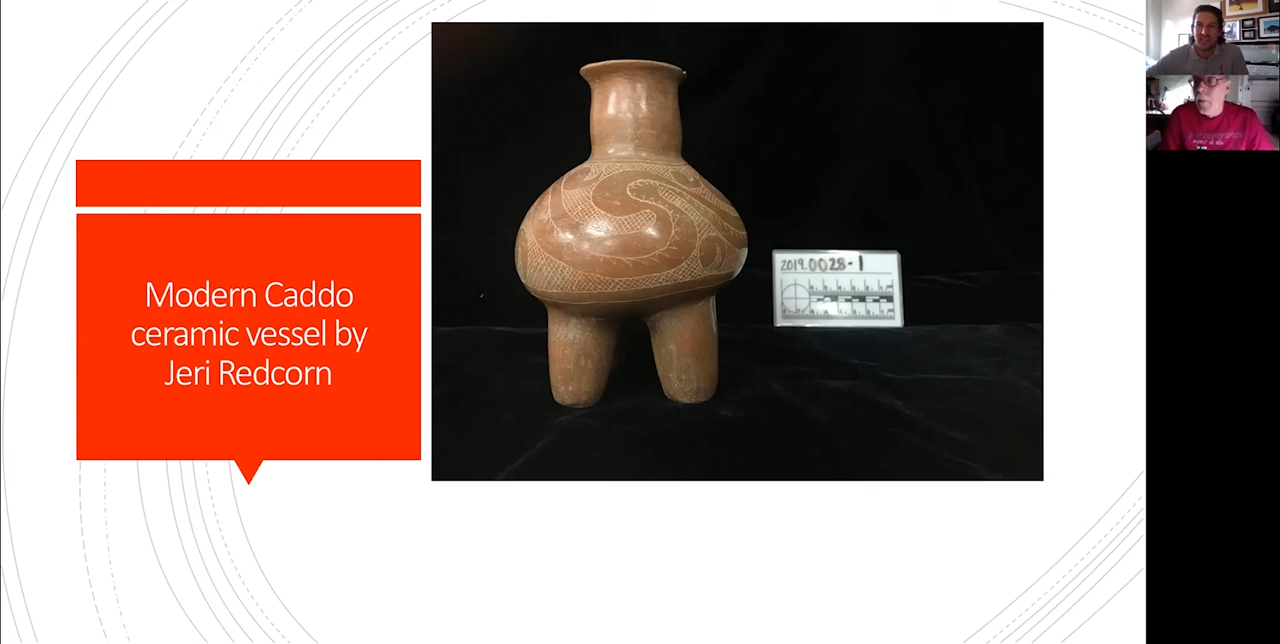 Modern Caddo
ceramic vessel by
Jeri Redcorn
2019.0028-1